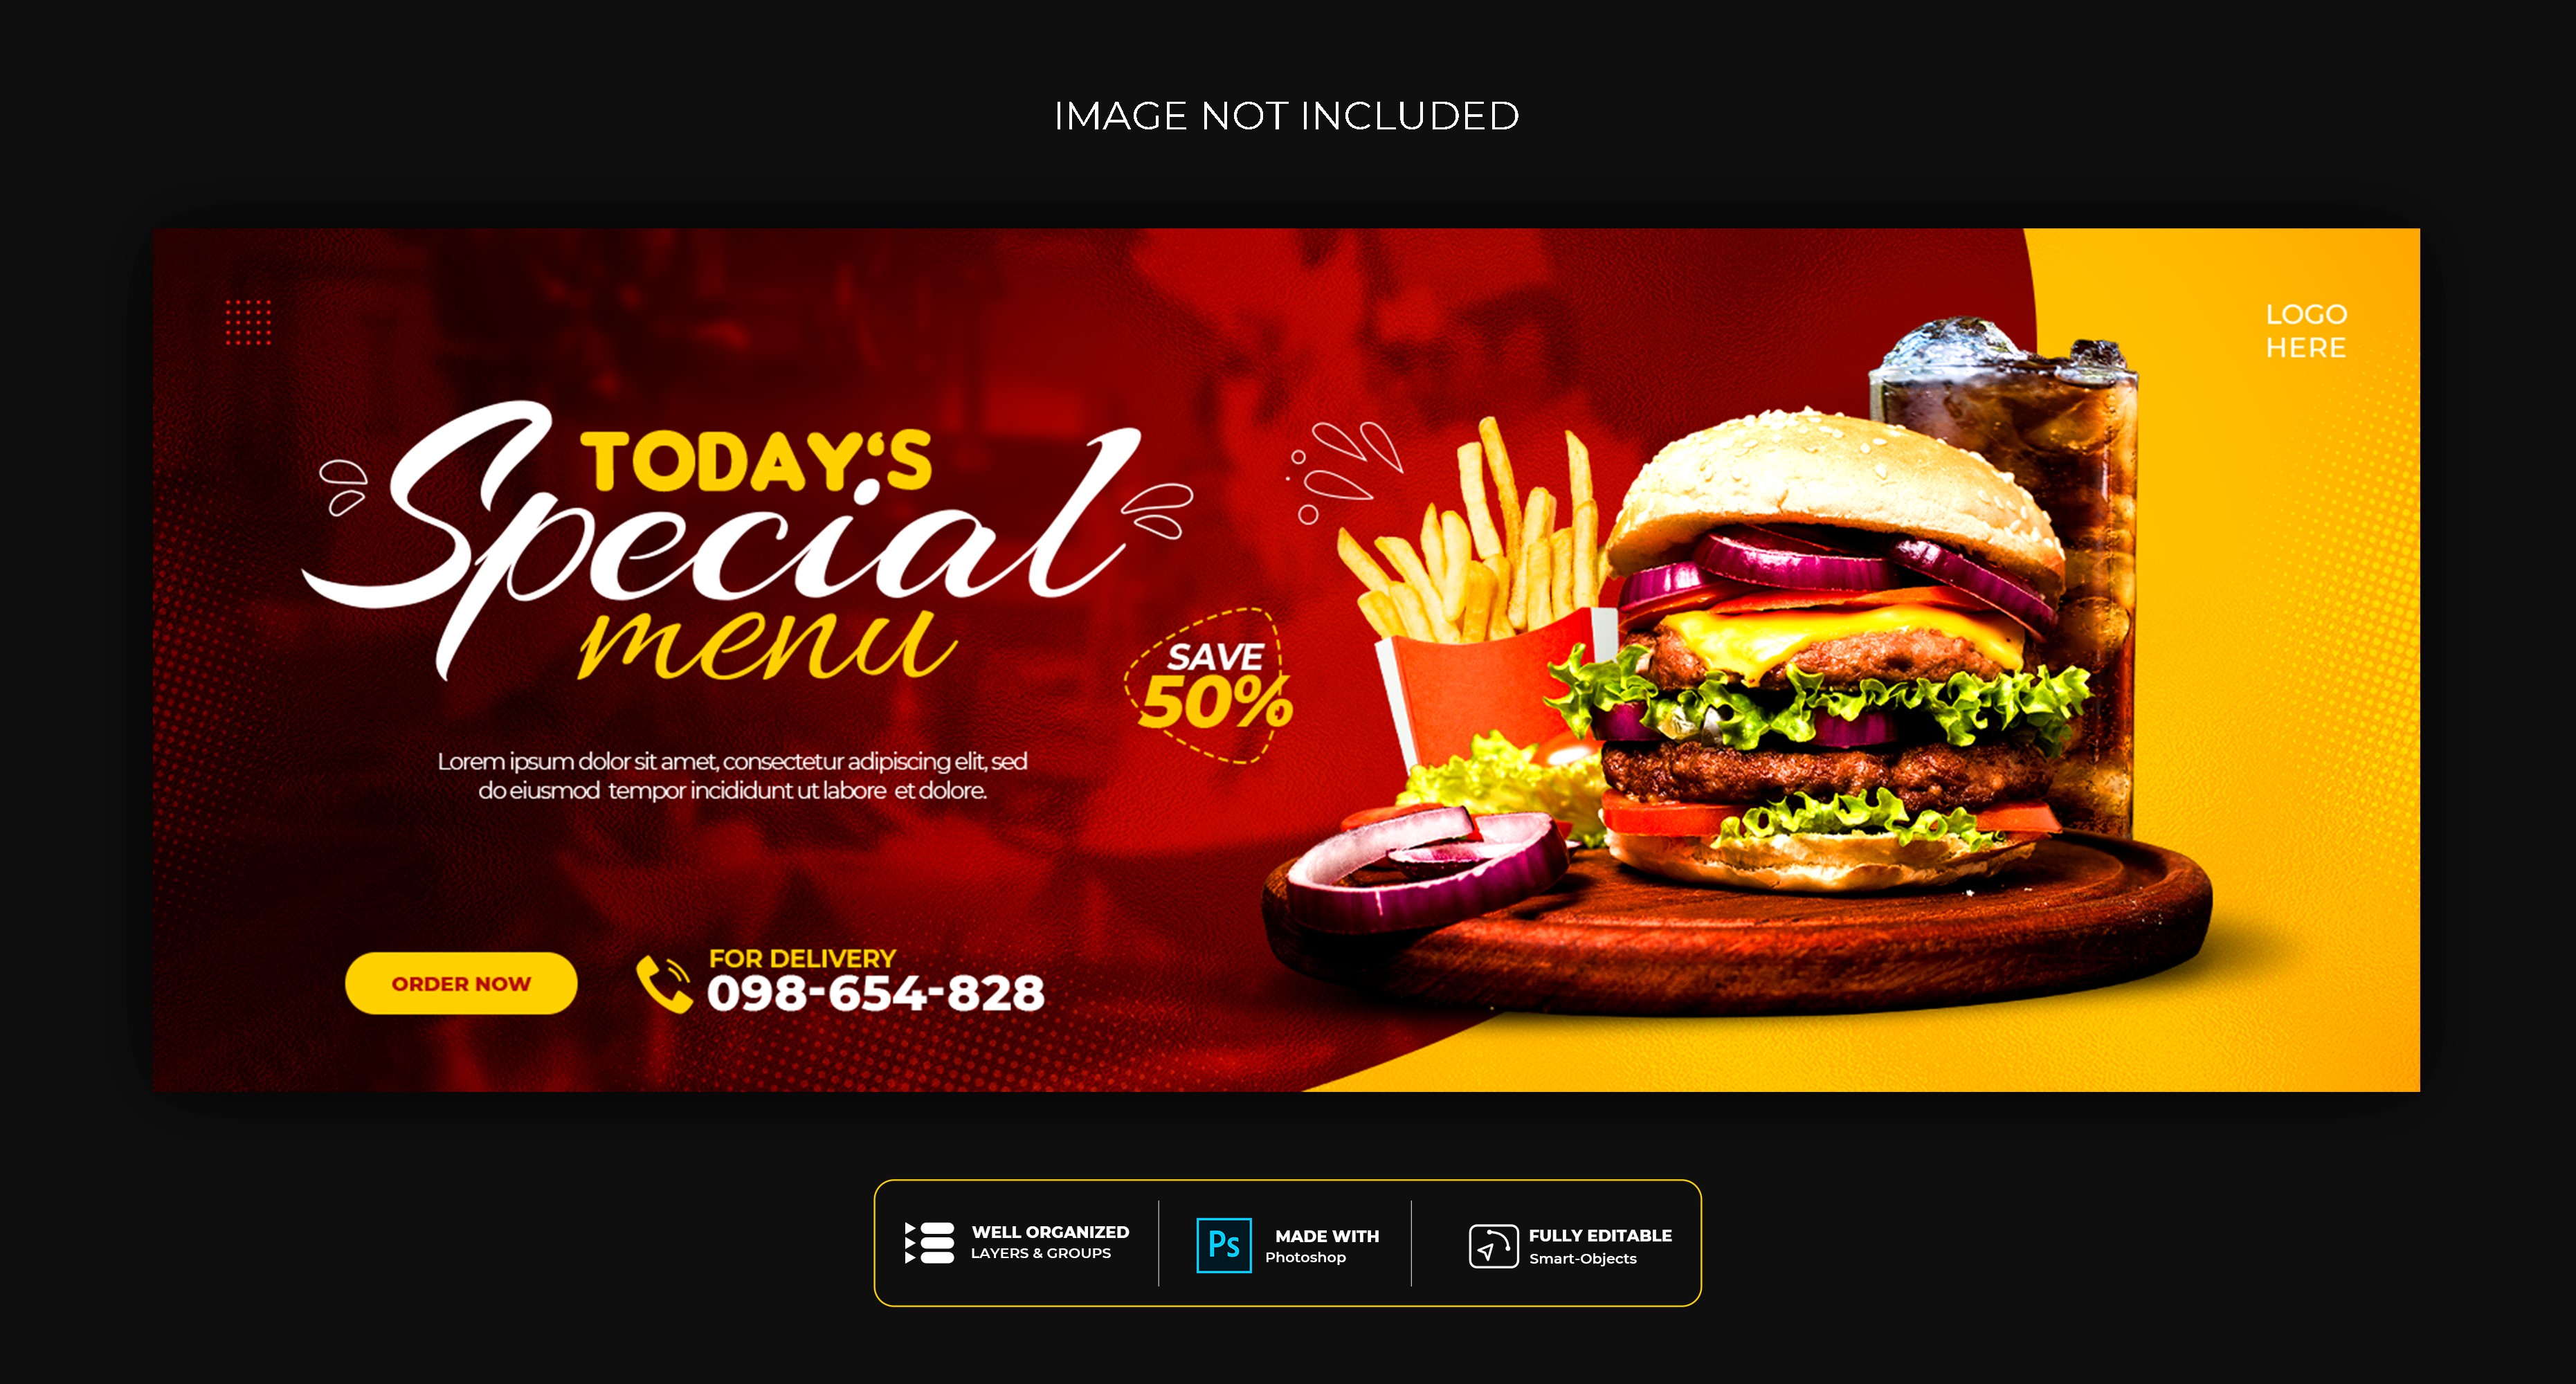 IMAGE NOT INCLUDED
LOGO
HERE
TODAY‘S
Special
menu
SAVE
50%
Lorem ipsum dolor sit amet, consectetur adipiscing elit, sed
do eiusmod tempor incididunt ut labore et dolore.
ORDER NOW
FOR DELIVERY
098-654-828
WELL ORGANIZED
LAYERS & GROUPS
Ps
MADE WITH
Photoshop
FULLY EDITABLE
Smart-Objects